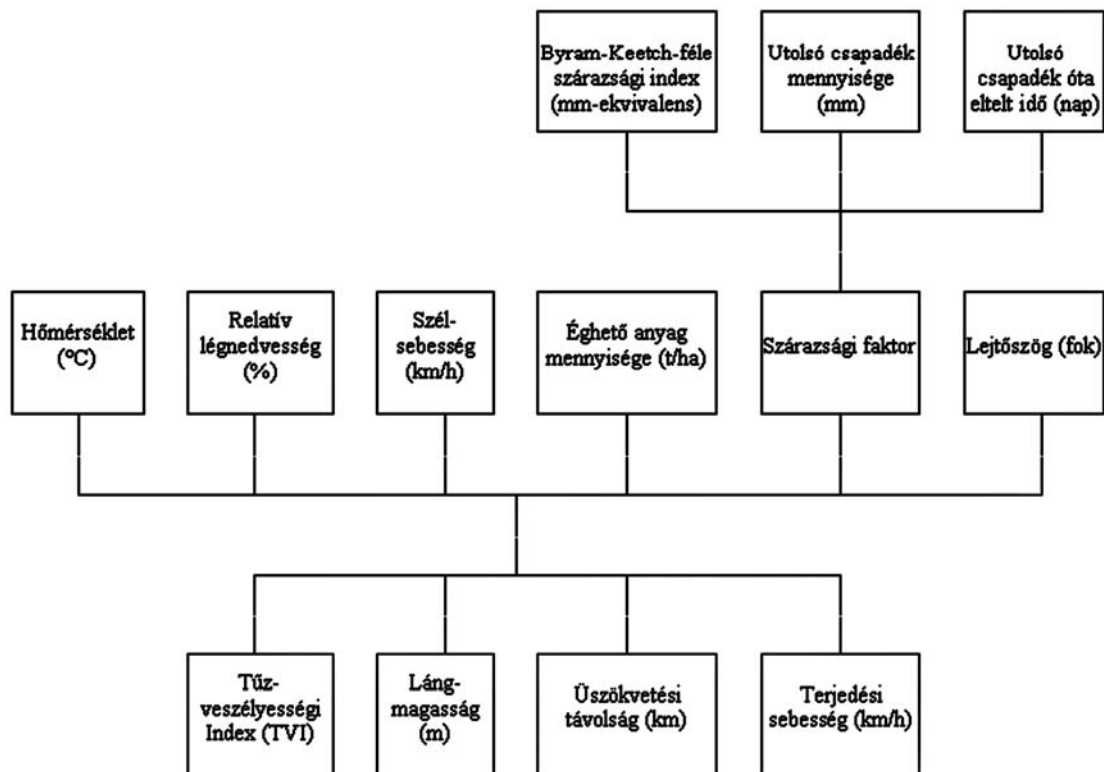 Byram-Keetch-féle
szárazsági index
(mm-ekvivalens)
Utolsó csapadék
mennyisége
(mm)
Utolsó
csapadék óta
eltelt idő (nap)
Hőmérséklet
(°C)
Relatív
légnedvesség
(%)
Szél-
sebesség
(km/h)
Éghető anyag
mennyisége (t/ha)
Szárazsági faktor
Lejtőszög (fok)
Tűz-
veszélyességi
Index (TVI)
Láng-
magasság
(m)
Üszökvetési
távolság (km)
Terjedési
sebesség (km/h)